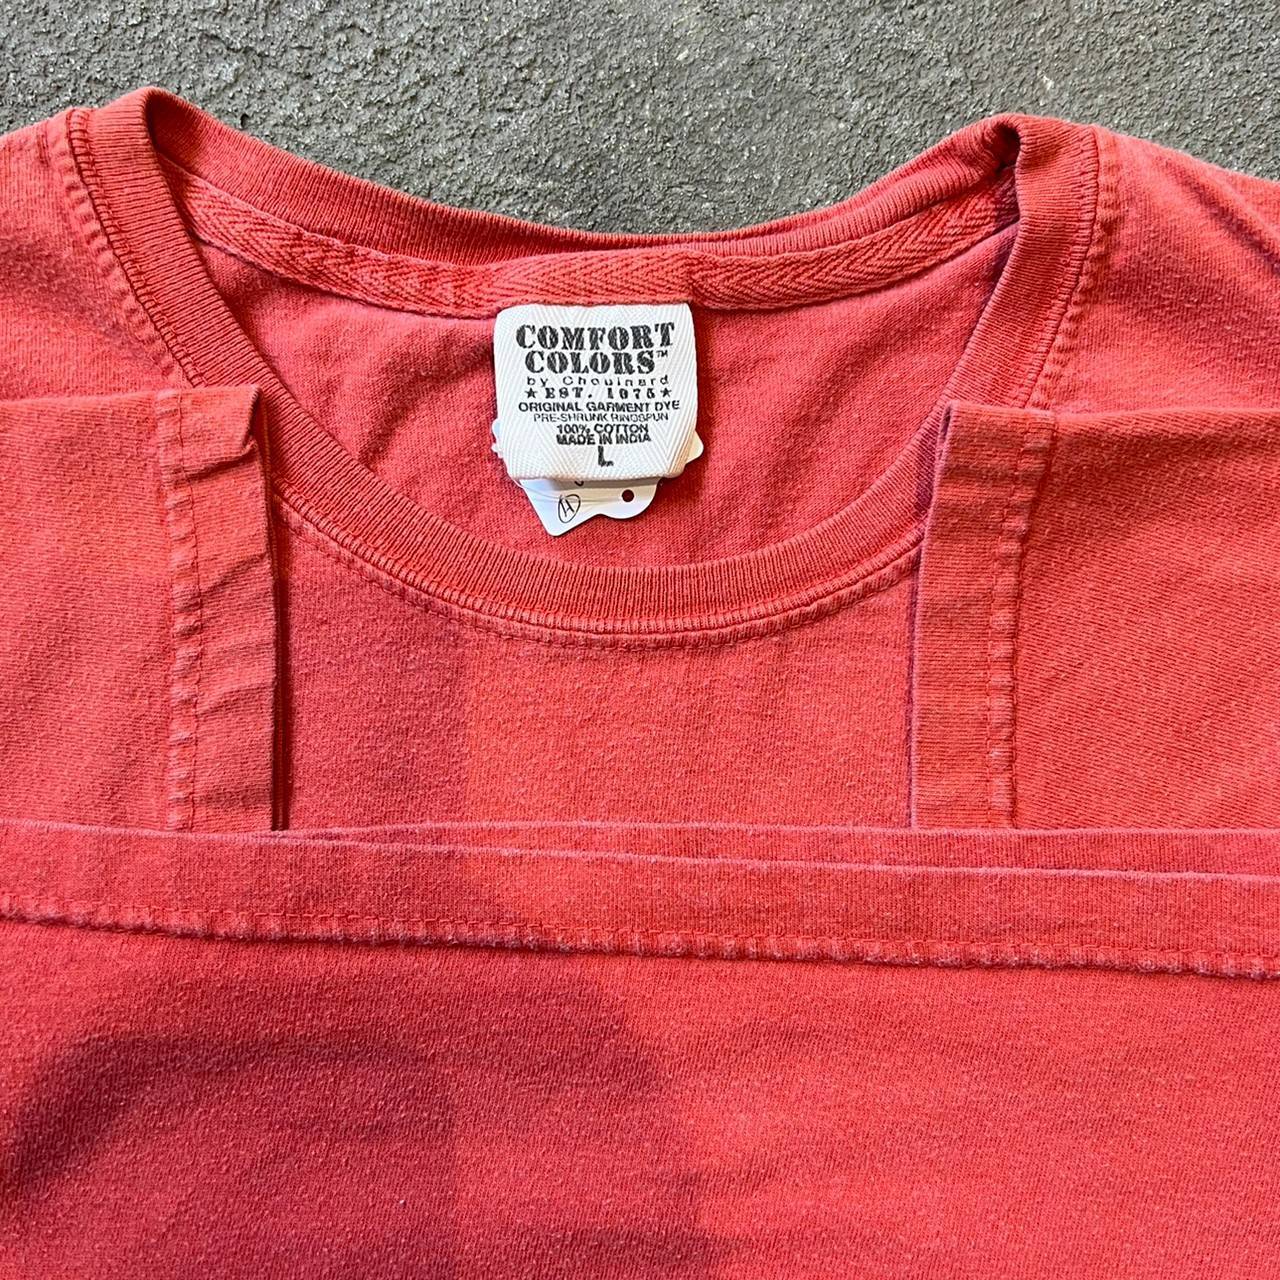 COMFORT
COLORS™
by Chouinard
★ EST. 1975 ★
ORIGINAL GARMENT DYE
PRE-SHRUNK RINGSPUN
100% COTTON
MADE IN INDIA
L